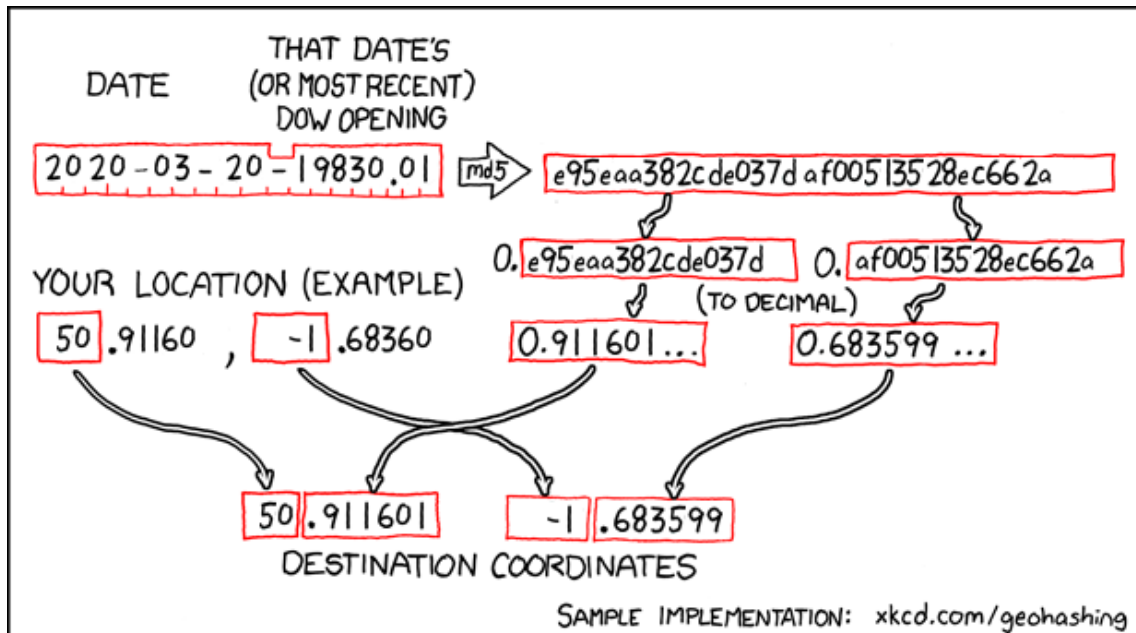 DATE
THAT DATE'S
(OR MOST RECENT)
DOW OPENING
2020-03-20-19830.01
md5
e95eaa382cde037daf00513528ec662a
0.e95eaa382cde037d
0.af00513528ec662a
YOUR LOCATION (EXAMPLE)
(TO DECIMAL)
50.91160, -1.68360
0.911601...
0.683599...
50.911601
-1.683599
DESTINATION COORDINATES
SAMPLE IMPLEMENTATION: xkcd.com/geohashing